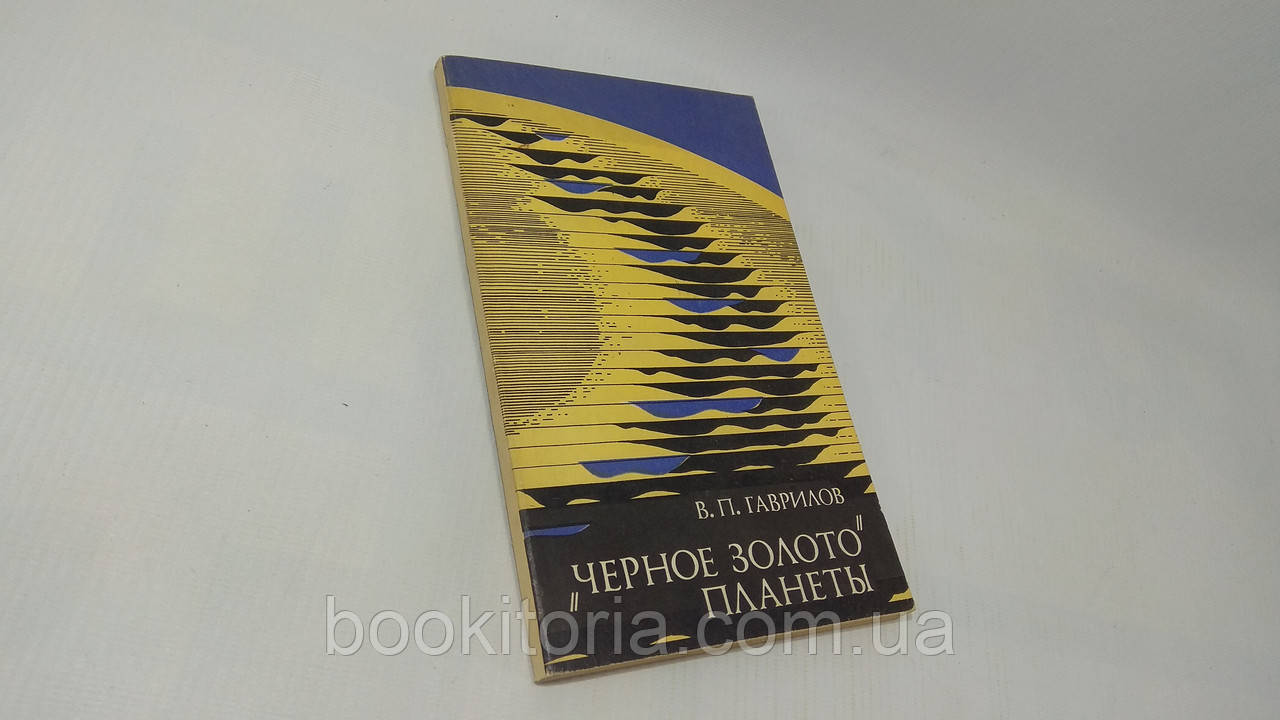 В. П. ГАВРИЛОВ
"ЧЕРНОЕ ЗОЛОТО"
ПЛАНЕТЫ
bookitoria.com.ua